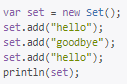 var set = new Set();
set.add("hello");
set.add("goodbye");
set.add("hello");
println(set);